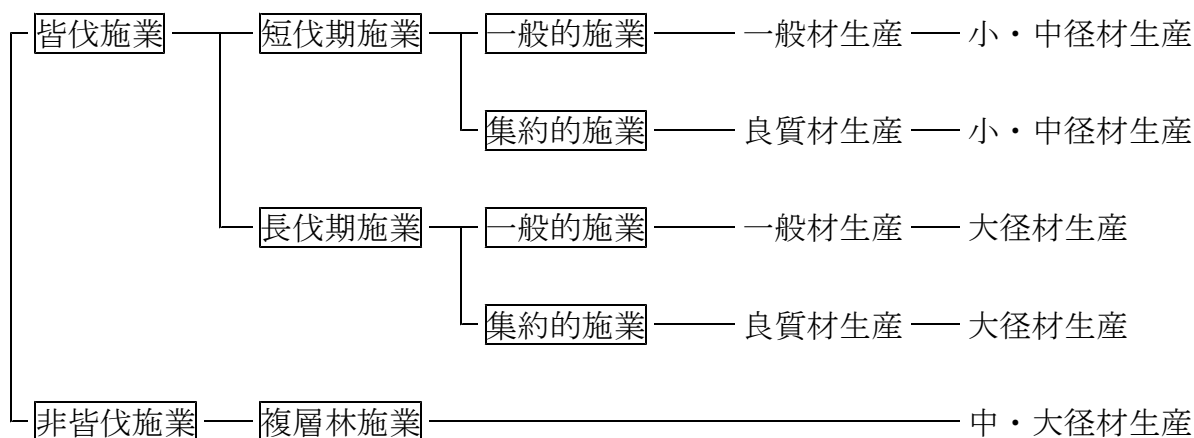 皆伐施業 短伐期施業 一般的施業 一般材生産 小・中径材生産
集約的施業 良質材生産 小・中径材生産
長伐期施業 一般的施業 一般材生産 大径材生産
集約的施業 良質材生産 大径材生産
非皆伐施業 複層林施業 中・大径材生産